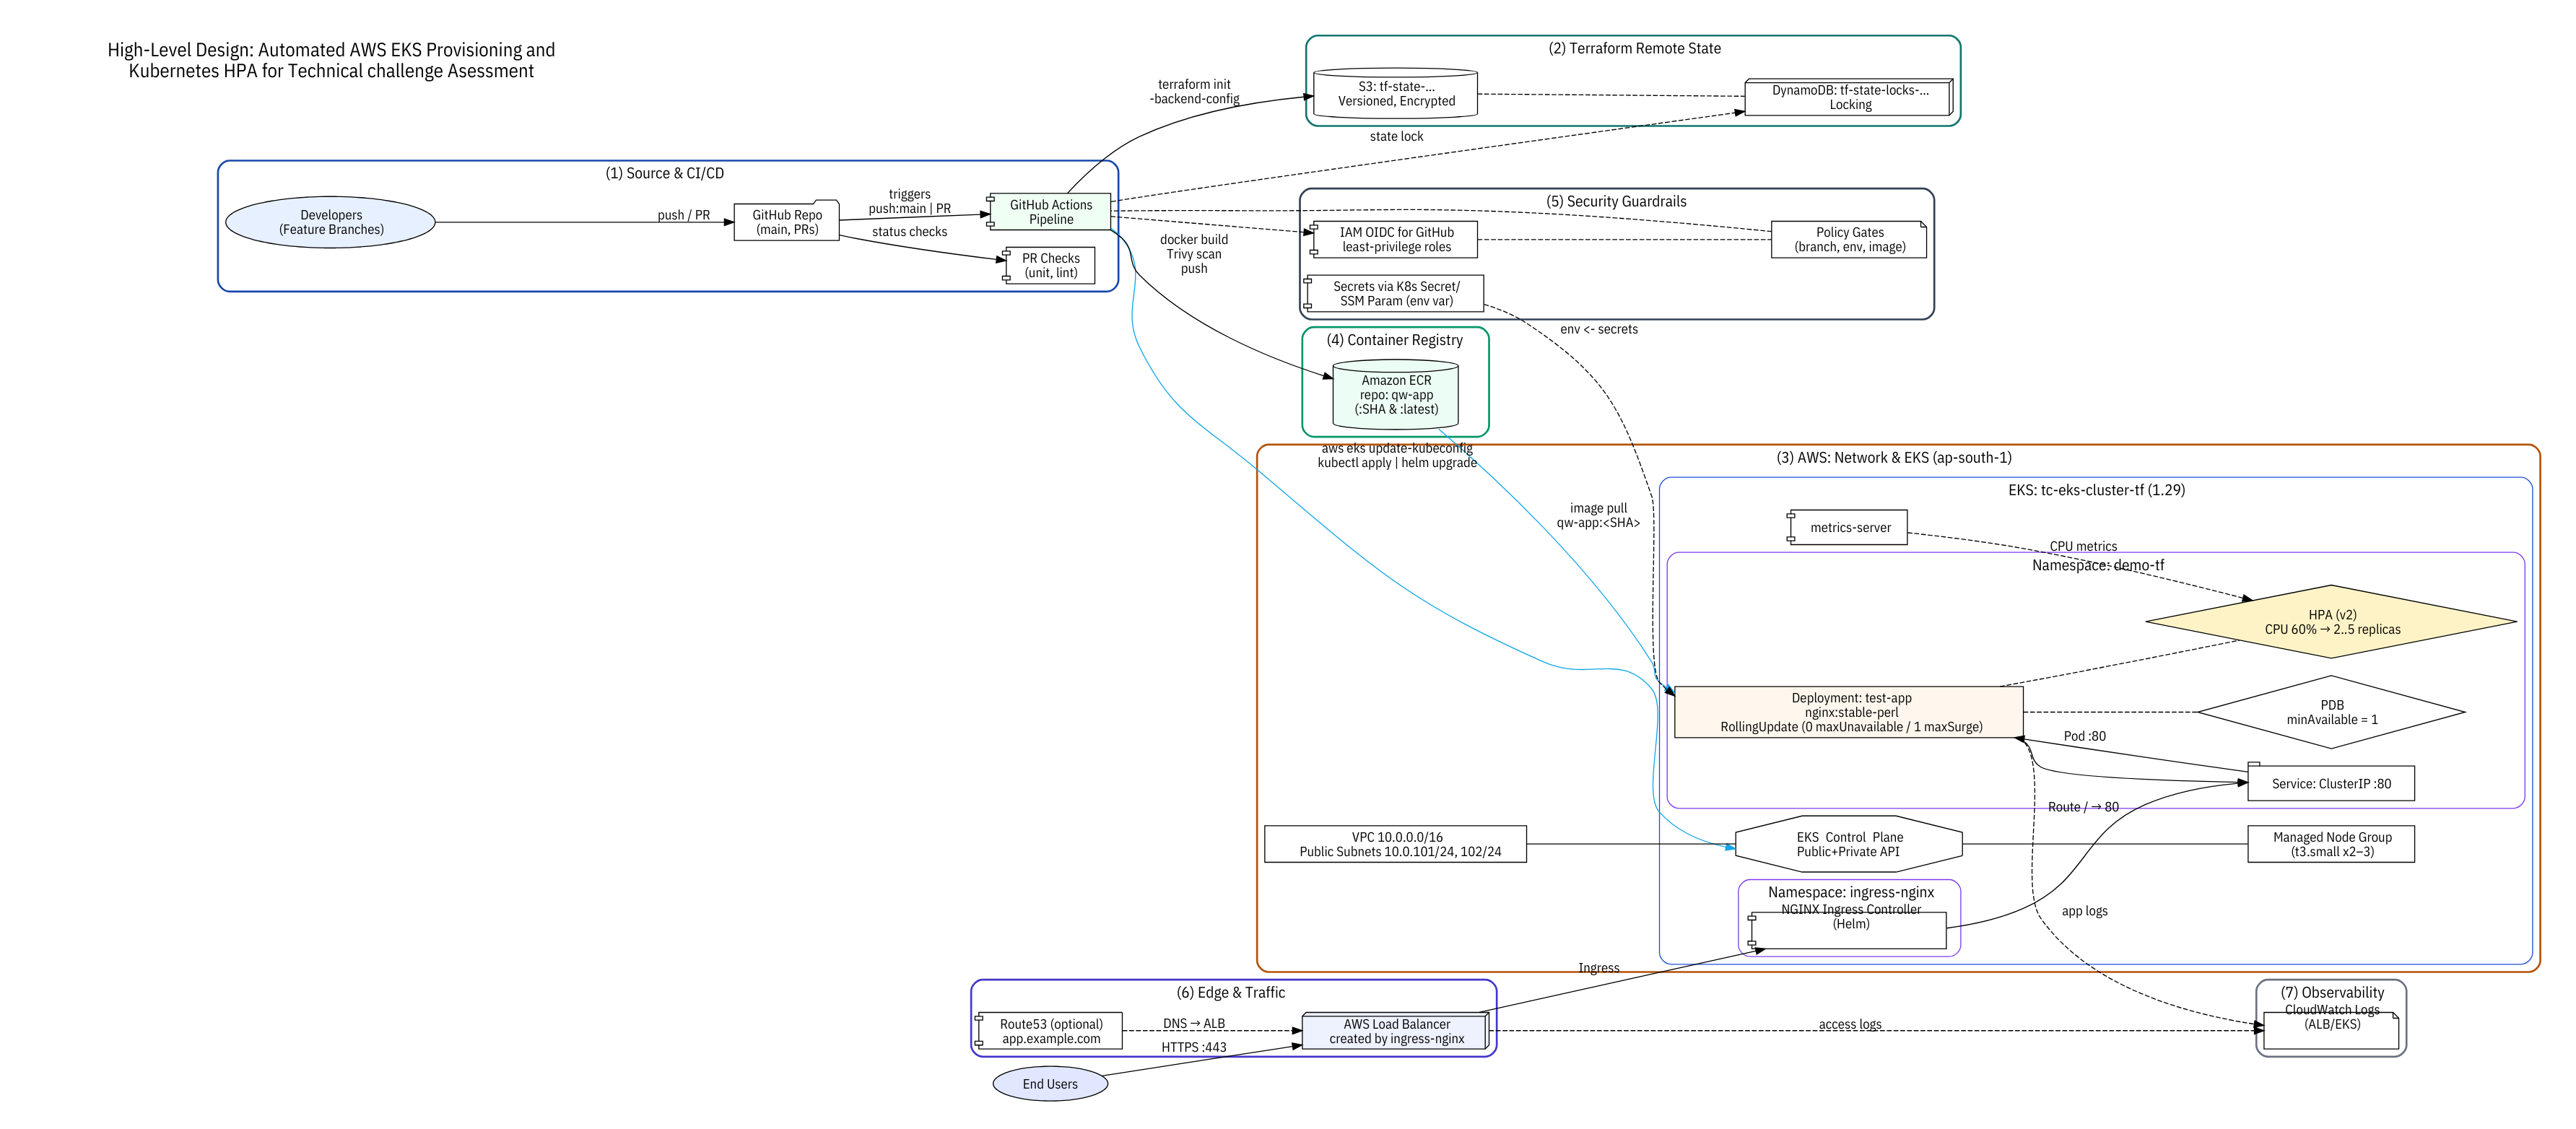 High-Level Design: Automated AWS EKS Provisioning and
Kubernetes HPA for Technical challenge Asessment
(1) Source & CI/CD
Developers
(Feature Branches)
push / PR
GitHub Repo
(main, PRs)
triggers
push:main | PR
status checks
GitHub Actions
Pipeline
PR Checks
(unit, lint)
terraform init
-backend-config
(2) Terraform Remote State
S3: tf-state-...
Versioned, Encrypted
DynamoDB: tf-state-locks-...
Locking
state lock
(5) Security Guardrails
IAM OIDC for GitHub
least-privilege roles
Policy Gates
(branch, env, image)
Secrets via K8s Secret/
SSM Param (env var)
docker build
Trivy scan
push
env <- secrets
(4) Container Registry
Amazon ECR
repo: qw-app
(:SHA & :latest)
aws eks update-kubeconfig
kubectl apply | helm upgrade
(3) AWS: Network & EKS (ap-south-1)
EKS: tc-eks-cluster-tf (1.29)
image pull
qw-app:<SHA>
metrics-server
CPU metrics
Namespace: demo-tf
HPA (v2)
CPU 60% → 2..5 replicas
Deployment: test-app
nginx:stable-perl
RollingUpdate (0 maxUnavailable / 1 maxSurge)
PDB
minAvailable = 1
Pod :80
Service: ClusterIP :80
Route / → 80
VPC 10.0.0.0/16
Public Subnets 10.0.101/24, 102/24
EKS Control Plane
Public+Private API
Managed Node Group
(t3.small x2–3)
Namespace: ingress-nginx
NGINX Ingress Controller
(Helm)
app logs
Ingress
(6) Edge & Traffic
Route53 (optional)
app.example.com
DNS → ALB
HTTPS :443
AWS Load Balancer
created by ingress-nginx
access logs
(7) Observability
CloudWatch Logs
(ALB/EKS)
End Users